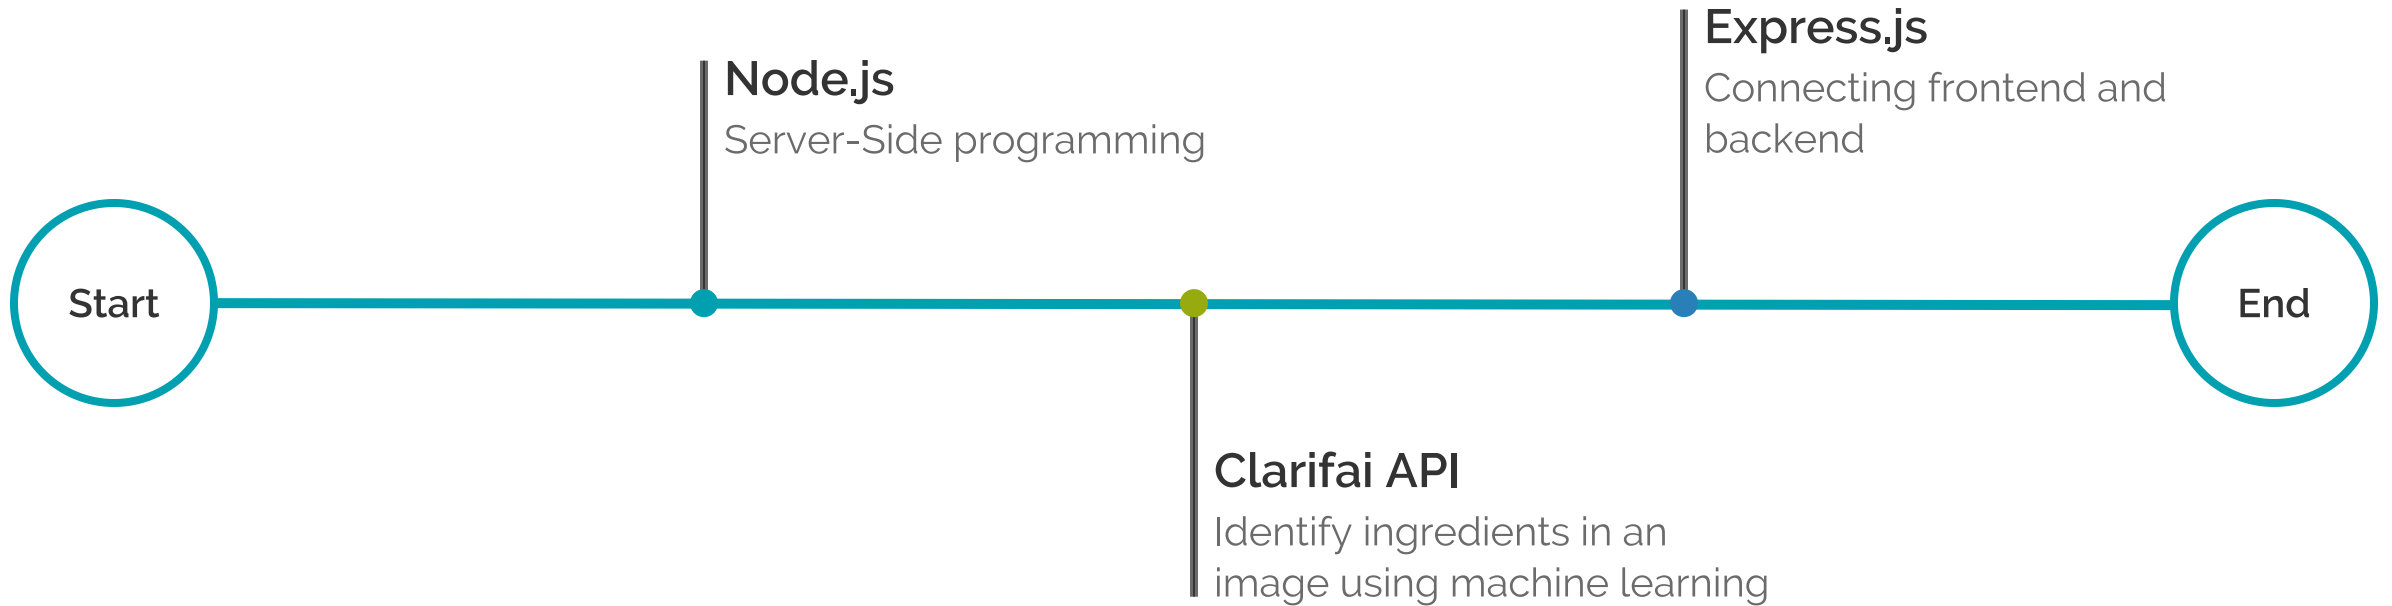 Start
Node.js
Server-Side programming
Clarifai API
Identify ingredients in an
image using machine learning
Express.js
Connecting frontend and
backend
End